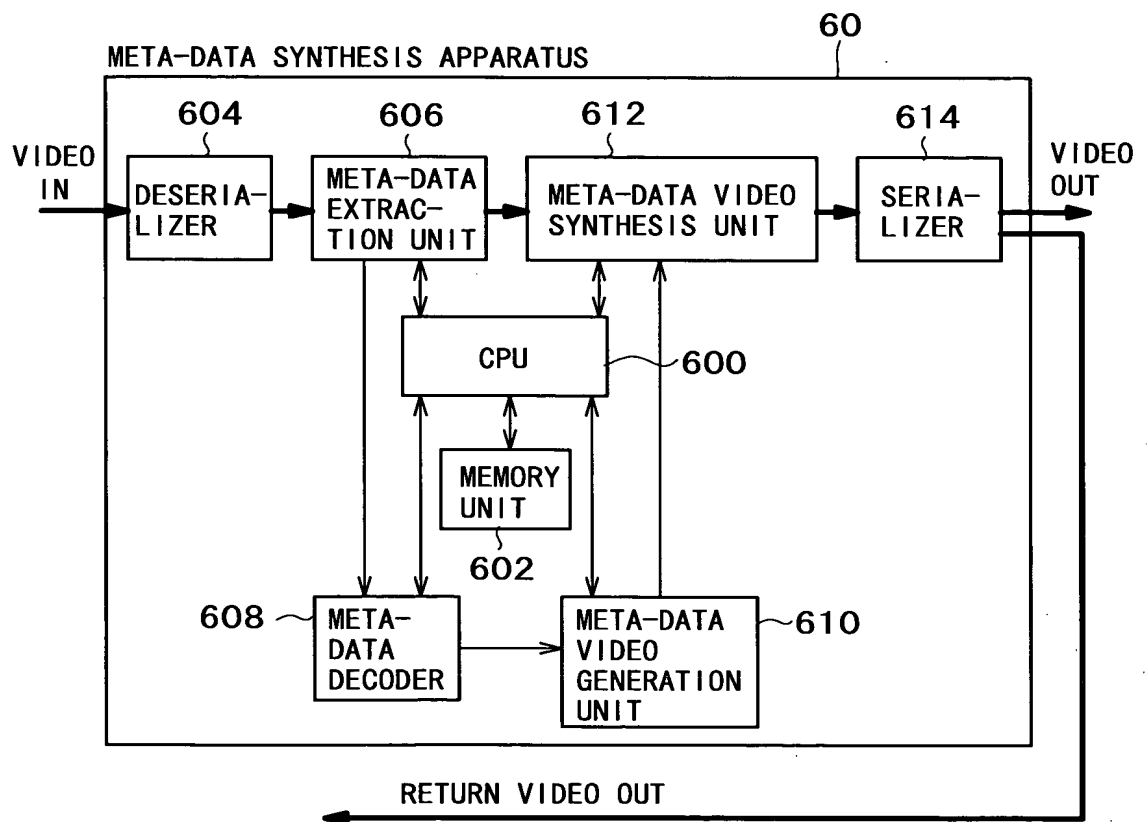 60
META-DATA SYNTHESIS APPARATUS
604
606
612
614
VIDEO
IN
DESERIA-
LIZER
META-DATA
EXTRAC-
TION UNIT
META-DATA VIDEO
SYNTHESIS UNIT
SERIA-
LIZER
VIDEO
OUT
CPU
600
MEMORY
UNIT
602
608
META-
DATA
DECODER
META-DATA
VIDEO
GENERATION
UNIT
610
RETURN VIDEO OUT